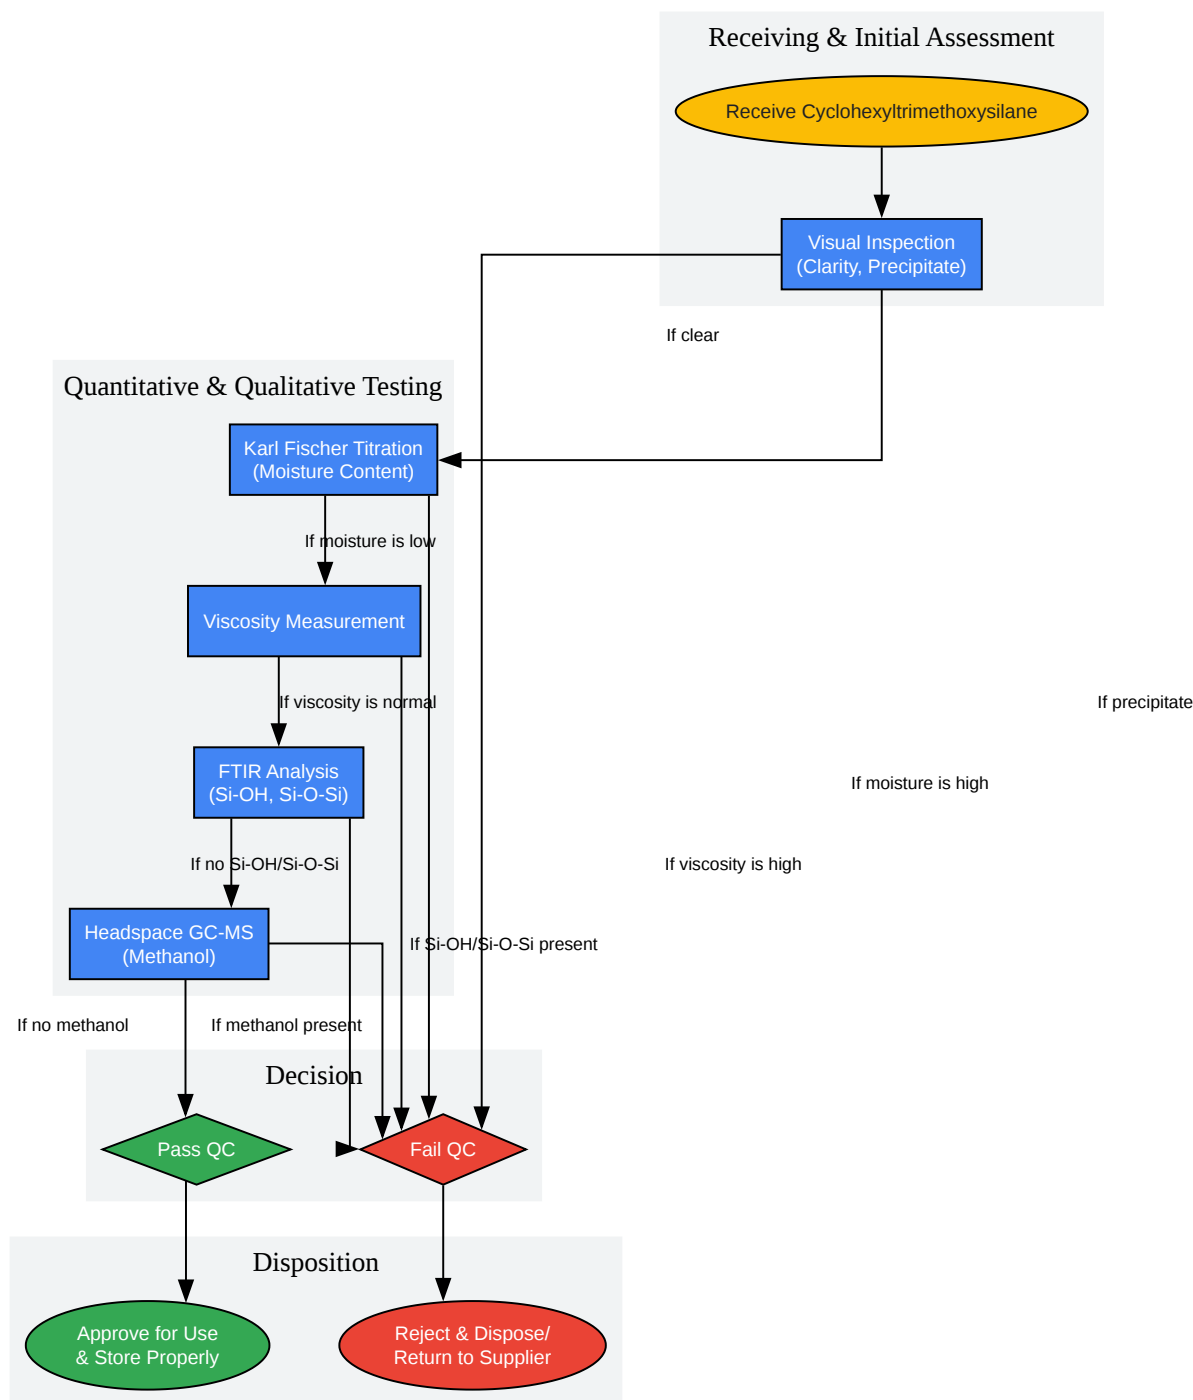 Receiving & Initial Assessment
Receive Cyclohexyltrimethoxysilane
Visual Inspection
(Clarity, Precipitate)
If clear
Quantitative & Qualitative Testing
Karl Fischer Titration
(Moisture Content)
If moisture is low
Viscosity Measurement
If viscosity is normal
If precipitate
FTIR Analysis
(Si-OH, Si-O-Si)
If moisture is high
If no Si-OH/Si-O-Si
If viscosity is high
Headspace GC-MS
(Methanol)
If Si-OH/Si-O-Si present
If no methanol
If methanol present
Decision
Pass QC
Fail QC
Disposition
Approve for Use
& Store Properly
Reject & Dispose/
Return to Supplier